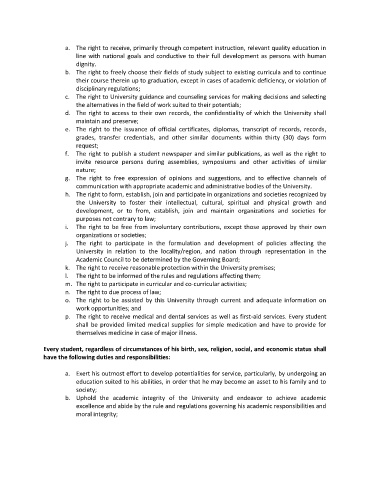 a. The right to receive, primarily through competent instruction, relevant quality education in
line with national goals and conductive to their full development as persons with human
dignity.
b. The right to freely choose their fields of study subject to existing curricula and to continue
their course therein up to graduation, except in cases of academic deficiency, or violation of
disciplinary regulations;
c. The right to University guidance and counseling services for making decisions and selecting
the alternatives in the field of work suited to their potentials;
d. The right to access to their own records, the confidentiality of which the University shall
maintain and preserve;
e. The right to the issuance of official certificates, diplomas, transcript of records, records,
grades, transfer credentials, and other similar documents within thirty (30) days form
request;
f. The right to publish a student newspaper and similar publications, as well as the right to
invite resource persons during assemblies, symposiums and other activities of similar
nature;
g. The right to free expression of opinions and suggestions, and to effective channels of
communication with appropriate academic and administrative bodies of the University.
h. The right to form, establish, join and participate in organizations and societies recognized by
the University to foster their intellectual, cultural, spiritual and physical growth and
development, or to from, establish, join and maintain organizations and societies for
purposes not contrary to law;
i. The right to be free from involuntary contributions, except those approved by their own
organizations or societies;
j. The right to participate in the formulation and development of policies affecting the
University in relation to the locality/region, and nation through representation in the
Academic Council to be determined by the Governing Board;
k. The right to receive reasonable protection within the University premises;
l. The right to be informed of the rules and regulations affecting them;
m. The right to participate in curricular and co-curricular activities;
n. The right to due process of law;
o. The right to be assisted by this University through current and adequate information on
work opportunities; and
p. The right to receive medical and dental services as well as first-aid services. Every student
shall be provided limited medical supplies for simple medication and have to provide for
themselves medicine in case of major illness.
Every student, regardless of circumstances of his birth, sex, religion, social, and economic status shall
have the following duties and responsibilities:
a. Exert his outmost effort to develop potentialities for service, particularly, by undergoing an
education suited to his abilities, in order that he may become an asset to his family and to
society;
b. Uphold the academic integrity of the University and endeavor to achieve academic
excellence and abide by the rule and regulations governing his academic responsibilities and
moral integrity;